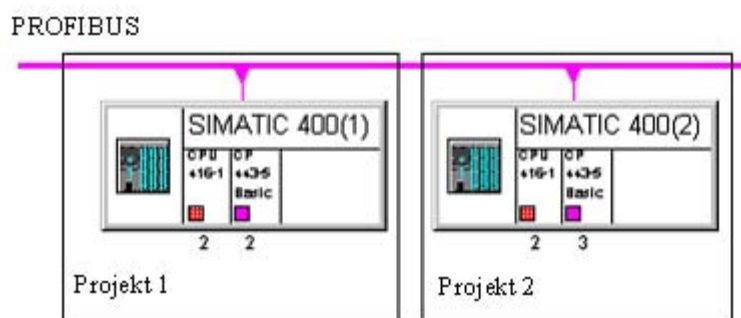 PROFIBUS
SIMATIC 400(1)
CPU
416-1
CP
443-5
Basic
2
2
Projekt 1
SIMATIC 400(2)
CPU
416-1
CP
443-5
Basic
2
3
Projekt 2